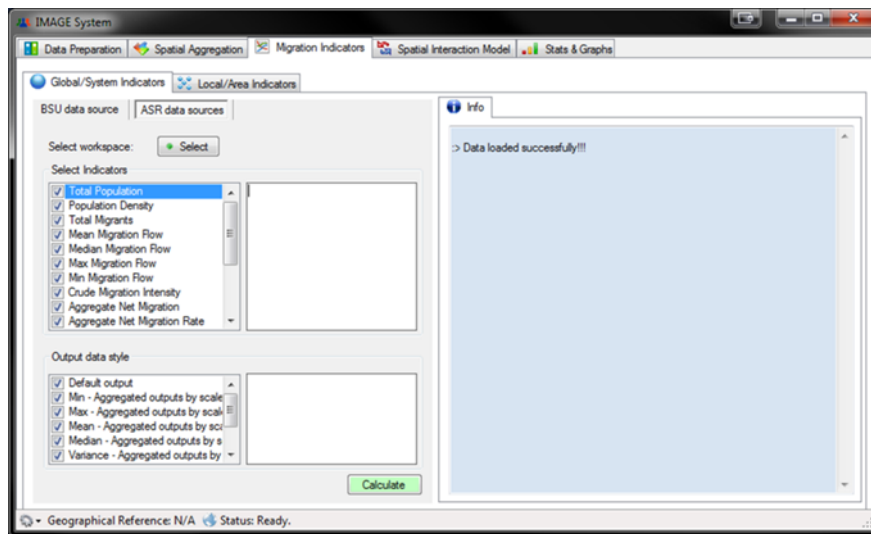 IMAGE System
Data Preparation Spatial Aggregation Migration Indicators Spatial Interaction Model Stats & Graphs
Global/System Indicators Local/Area Indicators
BSU data source ASR data sources
Info
Select workspace: Select
:> Data loaded successfully!!!
Select Indicators
Total Population
Population Density
Total Migrants
Mean Migration Flow
Median Migration Flow
Max Migration Flow
Min Migration Flow
Crude Migration Intensity
Aggregate Net Migration
Aggregate Net Migration Rate
Output data style
Default output
Min - Aggregated outputs by scale
Max - Aggregated outputs by scale
Mean - Aggregated outputs by sca
Median - Aggregated outputs by s
Variance - Aggregated outputs by
Calculate
Geographical Reference: N/A Status: Ready.